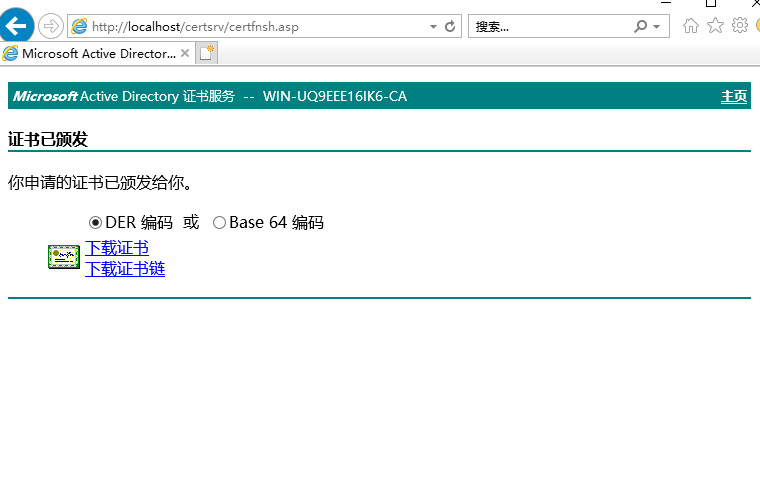 http://localhost/certsrv/certfnsh.asp
搜索...
Microsoft Active Director...
Microsoft Active Directory 证书服务 -- WIN-UQ9EEE16IK6-CA
主页
证书已颁发
你申请的证书已颁发给你。
DER 编码 或 Base 64 编码
下载证书
下载证书链